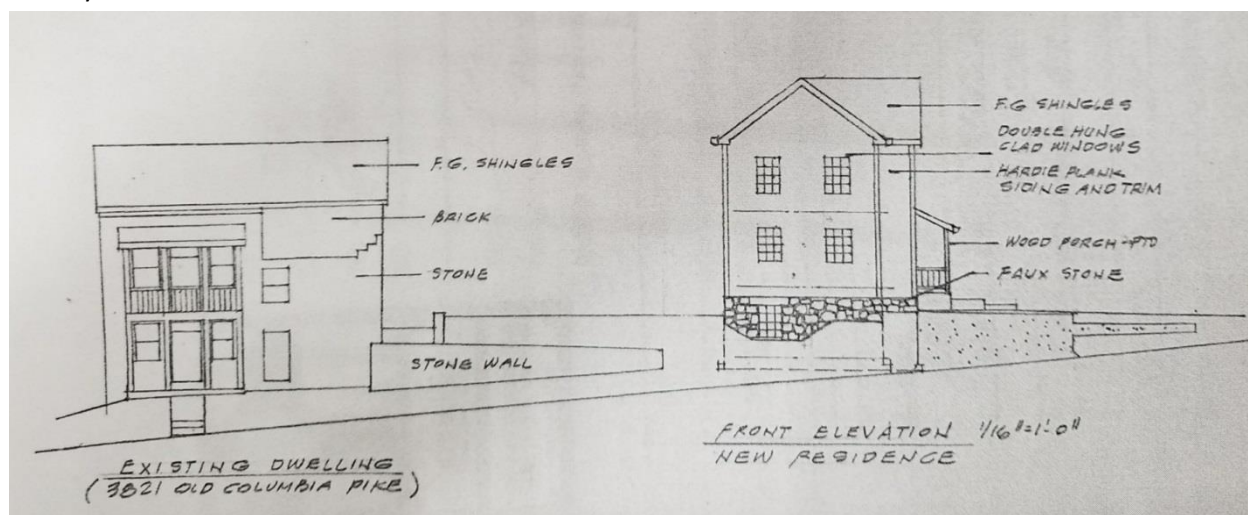 F.G. SHINGLES
BRICK
STONE
STONE WALL
EXISTING DWELLING
(3821 OLD COLUMBIA PIKE)
F.G SHINGLES
DOUBLE HUNG
CLAD WINDOWS
HARDIE PLANK
SIDING AND TRIM
WOOD PORCH-PTD
FAUX STONE
FRONT ELEVATION 1/16"=1'-0"
NEW RESIDENCE